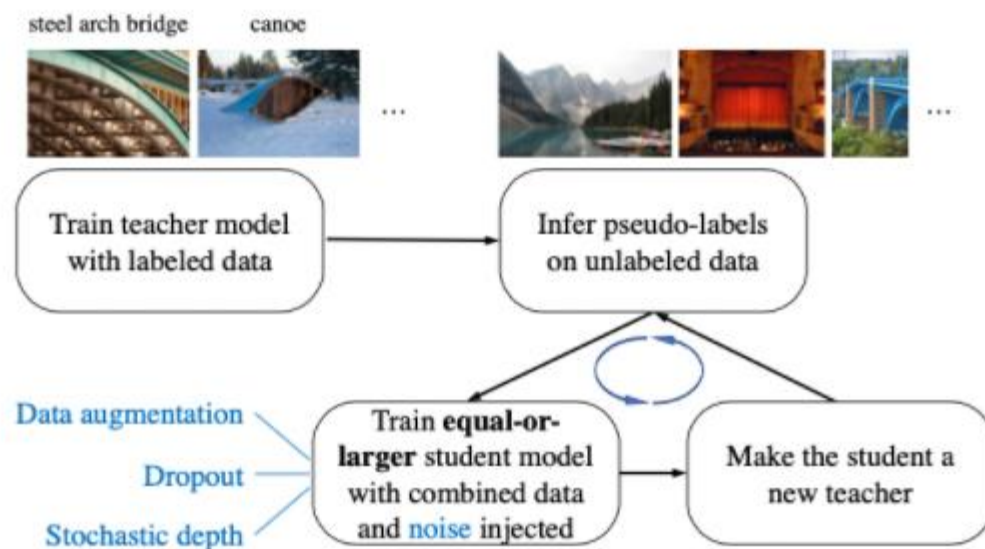 steel arch bridge
canoe
...
...
Train teacher model
with labeled data
Infer pseudo-labels
on unlabeled data
Data augmentation
Dropout
Stochastic depth
Train equal-or-
larger student model
with combined data
and noise injected
Make the student a
new teacher